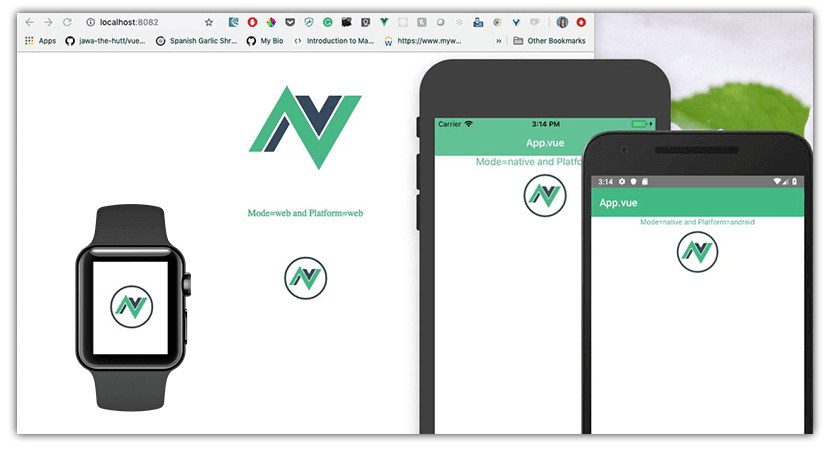 localhost:8082
Apps
jawa-the-hutt/vue...
Spanish Garlic Shr...
My Bio
Introduction to Ma...
https://www.myw...
»
Other Bookmarks
Mode=web and Platform=web
Carrer
3:14 PM
App.vue
Mode=native and Platfo
3:14
App.vue
Mode=native and Platform=android